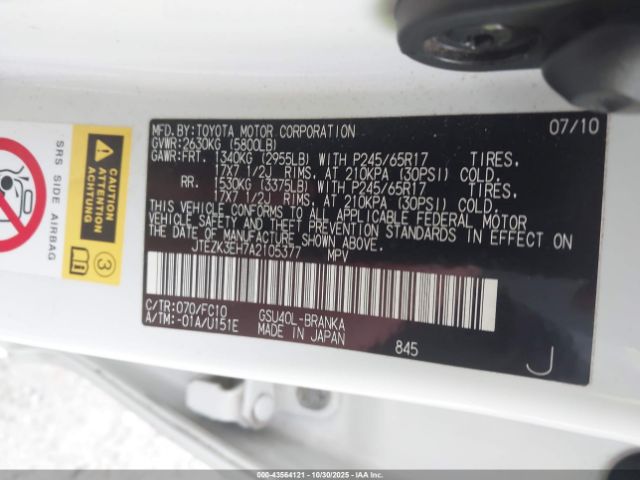 MFD.BY:TOYOTA MOTOR CORPORATION 07/10
GVWR:2630KG (5800LB)
GAWR:FRT. 1340KG (2955LB) WITH P245/65R17 TIRES,
17X7 1/2J RIMS, AT 210KPA (30PSI) COLD.
RR. 1530KG (3375LB) WITH P245/65R17 TIRES,
17X7 1/2J RIMS, AT 210KPA (30PSI) COLD.
THIS VEHICLE CONFORMS TO ALL APPLICABLE FEDERAL MOTOR
VEHICLE SAFETY AND THEFT PREVENTION STANDARDS IN EFFECT ON
THE DATE OF MANUFACTURE SHOWN ABOVE.
JTEZK3EH7A2105377 MPV
C/TR:070/FC10 GSU40L-BRANKA
A/TM:-01A/U151E MADE IN JAPAN 845 J
SRS SIDE AIRBAG
3
000-43564121 - 10/30/2025 - IAAI, Inc.